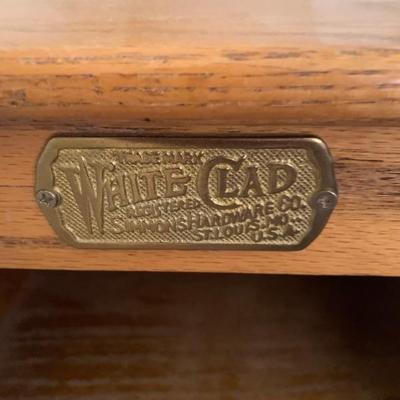 TRADE MARK
WHITE CLAD
REGISTERED
SIMMONS HARDWARE CO.
ST. LOUIS, MO.
U.S.A.